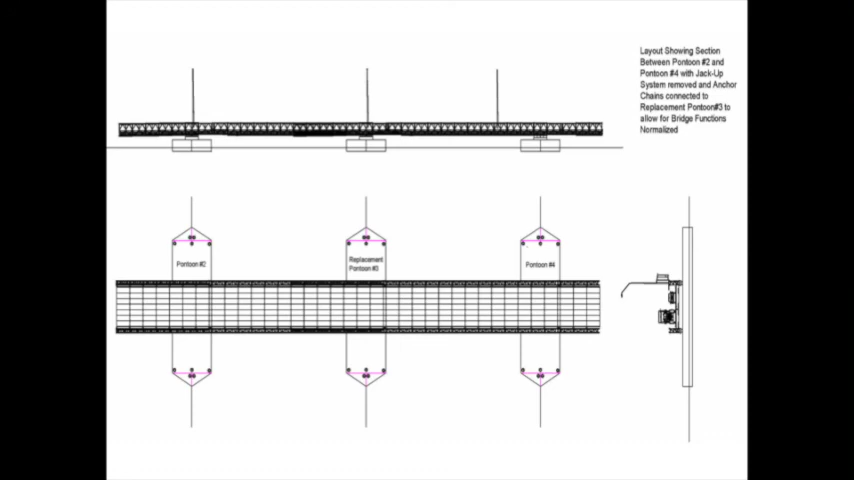 Layout Showing Section
Between Pontoon #2 and
Pontoon #4 with Jack-Up
System removed and Anchor
Chains connected to
Replacement Pontoon#3 to
allow for Bridge Functions
Normalized
Pontoon #2
Replacement
Pontoon #3
Pontoon #4